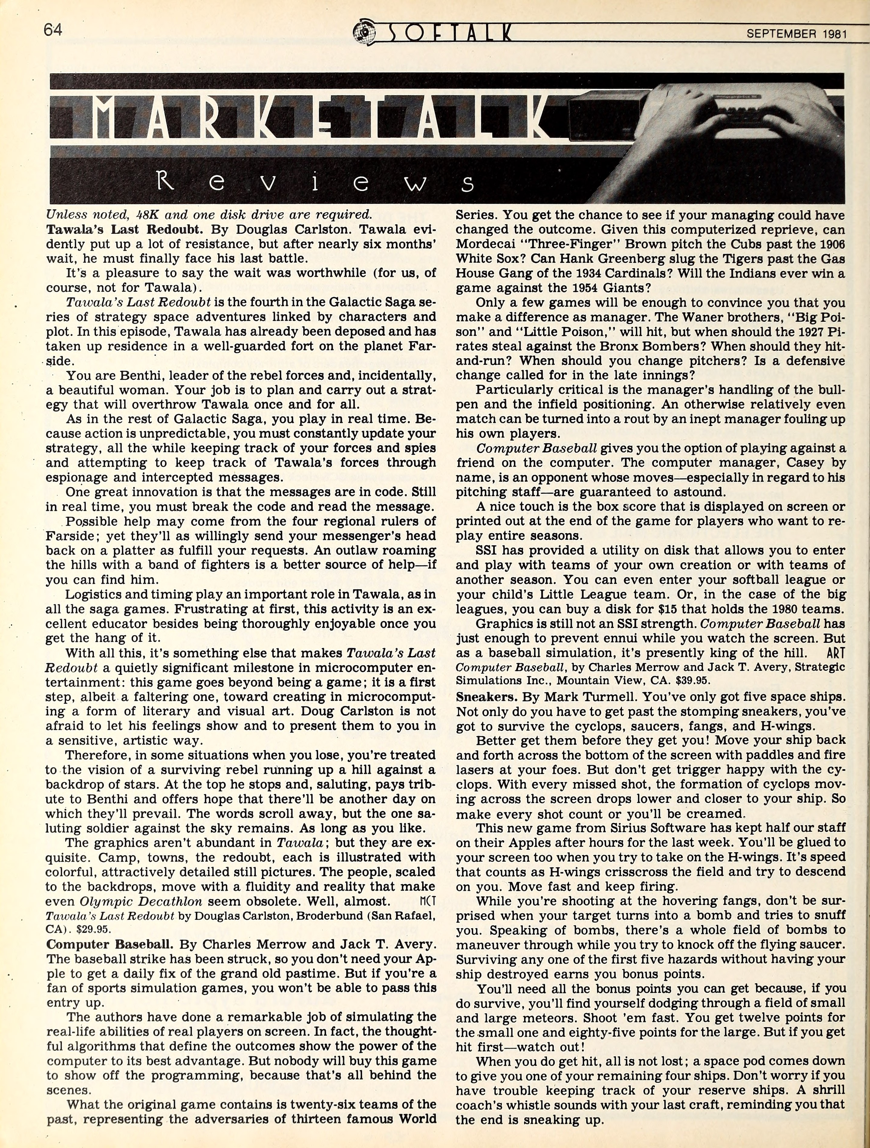 64
SOFTALK
SEPTEMBER 1981
MARKETALK
Reviews
Unless noted, 48K and one disk drive are required.
Tawala's Last Redoubt. By Douglas Carlston. Tawala evi-
dently put up a lot of resistance, but after nearly six months'
wait, he must finally face his last battle.
It's a pleasure to say the wait was worthwhile (for us, of
course, not for Tawala).
Tawala's Last Redoubt is the fourth in the Galactic Saga se-
ries of strategy space adventures linked by characters and
plot. In this episode, Tawala has already been deposed and has
taken up residence in a well-guarded fort on the planet Far-
side.
You are Benthi, leader of the rebel forces and, incidentally,
a beautiful woman. Your job is to plan and carry out a strat-
egy that will overthrow Tawala once and for all.
As in the rest of Galactic Saga, you play in real time. Be-
cause action is unpredictable, you must constantly update your
strategy, all the while keeping track of your forces and spies
and attempting to keep track of Tawala's forces through
espionage and intercepted messages.
One great innovation is that the messages are in code. Still
in real time, you must break the code and read the message.
Possible help may come from the four regional rulers of
Farside; yet they'll as willingly send your messenger's head
back on a platter as fulfill your requests. An outlaw roaming
the hills with a band of fighters is a better source of help—if
you can find him.
Logistics and timing play an important role in Tawala, as in
all the saga games. Frustrating at first, this activity is an ex-
cellent educator besides being thoroughly enjoyable once you
get the hang of it.
With all this, it's something else that makes Tawala's Last
Redoubt a quietly significant milestone in microcomputer en-
tertainment: this game goes beyond being a game; it is a first
step, albeit a faltering one, toward creating in microcomput-
ing a form of literary and visual art. Doug Carlston is not
afraid to let his feelings show and to present them to you in
a sensitive, artistic way.
Therefore, in some situations when you lose, you're treated
to the vision of a surviving rebel running up a hill against a
backdrop of stars. At the top he stops and, saluting, pays trib-
ute to Benthi and offers hope that there'll be another day on
which they'll prevail. The words scroll away, but the one sa-
luting soldier against the sky remains. As long as you like.
The graphics aren't abundant in Tawala; but they are ex-
quisite. Camp, towns, the redoubt, each is illustrated with
colorful, attractively detailed still pictures. The people, scaled
to the backdrops, move with a fluidity and reality that make
even Olympic Decathlon seem obsolete. Well, almost. MCT
Tawala's Last Redoubt by Douglas Carlston, Broderbund (San Rafael,
CA). $29.95.
Computer Baseball. By Charles Merrow and Jack T. Avery.
The baseball strike has been struck, so you don't need your Ap-
ple to get a daily fix of the grand old pastime. But if you're a
fan of sports simulation games, you won't be able to pass this
entry up.
The authors have done a remarkable job of simulating the
real-life abilities of real players on screen. In fact, the thought-
ful algorithms that define the outcomes show the power of the
computer to its best advantage. But nobody will buy this game
to show off the programming, because that's all behind the
scenes.
What the original game contains is twenty-six teams of the
past, representing the adversaries of thirteen famous World
Series. You get the chance to see if your managing could have
changed the outcome. Given this computerized reprieve, can
Mordecai "Three-Finger" Brown pitch the Cubs past the 1906
White Sox? Can Hank Greenberg slug the Tigers past the Gas
House Gang of the 1934 Cardinals? Will the Indians ever win a
game against the 1954 Giants?
Only a few games will be enough to convince you that you
make a difference as manager. The Waner brothers, "Big Poi-
son" and "Little Poison," will hit, but when should the 1927 Pi-
rates steal against the Bronx Bombers? When should they hit-
and-run? When should you change pitchers? Is a defensive
change called for in the late innings?
Particularly critical is the manager's handling of the bull-
pen and the infield positioning. An otherwise relatively even
match can be turned into a rout by an inept manager fouling up
his own players.
Computer Baseball gives you the option of playing against a
friend on the computer. The computer manager, Casey by
name, is an opponent whose moves—especially in regard to his
pitching staff—are guaranteed to astound.
A nice touch is the box score that is displayed on screen or
printed out at the end of the game for players who want to re-
play entire seasons.
SSI has provided a utility on disk that allows you to enter
and play with teams of your own creation or with teams of
another season. You can even enter your softball league or
your child's Little League team. Or, in the case of the big
leagues, you can buy a disk for $15 that holds the 1980 teams.
Graphics is still not an SSI strength. Computer Baseball has
just enough to prevent ennui while you watch the screen. But
as a baseball simulation, it's presently king of the hill. ART
Computer Baseball, by Charles Merrow and Jack T. Avery, Strategic
Simulations Inc., Mountain View, CA. $39.95.
Sneakers. By Mark Turmell. You've only got five space ships.
Not only do you have to get past the stomping sneakers, you've
got to survive the cyclops, saucers, fangs, and H-wings.
Better get them before they get you! Move your ship back
and forth across the bottom of the screen with paddles and fire
lasers at your foes. But don't get trigger happy with the cy-
clops. With every missed shot, the formation of cyclops mov-
ing across the screen drops lower and closer to your ship. So
make every shot count or you'll be creamed.
This new game from Sirius Software has kept half our staff
on their Apples after hours for the last week. You'll be glued to
your screen too when you try to take on the H-wings. It's speed
that counts as H-wings crisscross the field and try to descend
on you. Move fast and keep firing.
While you're shooting at the hovering fangs, don't be sur-
prised when your target turns into a bomb and tries to snuff
you. Speaking of bombs, there's a whole field of bombs to
maneuver through while you try to knock off the flying saucer.
Surviving any one of the first five hazards without having your
ship destroyed earns you bonus points.
You'll need all the bonus points you can get because, if you
do survive, you'll find yourself dodging through a field of small
and large meteors. Shoot 'em fast. You get twelve points for
the small one and eighty-five points for the large. But if you get
hit first—watch out!
When you do get hit, all is not lost; a space pod comes down
to give you one of your remaining four ships. Don't worry if you
have trouble keeping track of your reserve ships. A shrill
coach's whistle sounds with your last craft, reminding you that
the end is sneaking up.